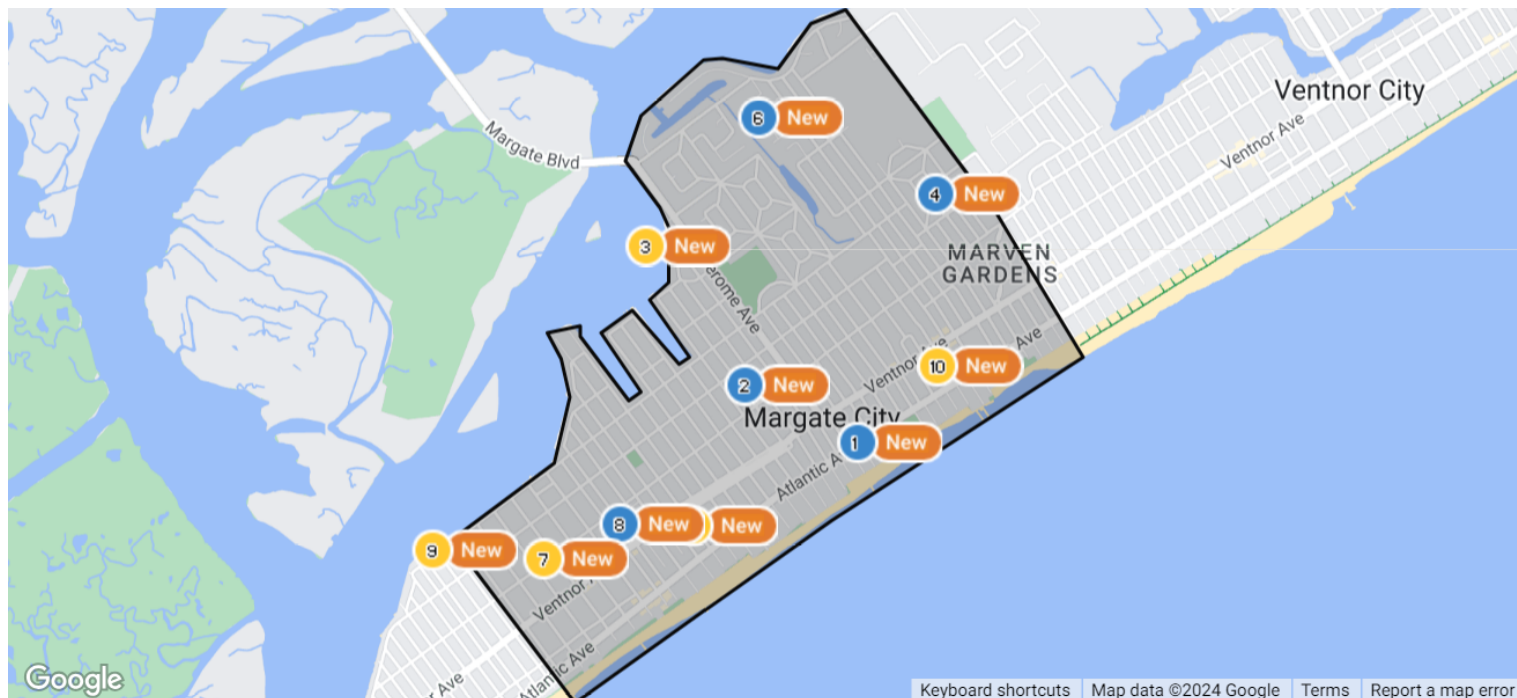 Ventnor City
Ventnor Ave
6 New
Margate Blvd
4 New
3 New
MARVEN
GARDENS
erome Ave
Ave
Ventnor Ave
10 New
2 New
Margate City
1 New
Atlantic A
8 New
New
9 New
7 New
Ventnor
Atlantic Ave
nor Ave
Google
Keyboard shortcuts
Map data ©2024 Google
Terms
Report a map error